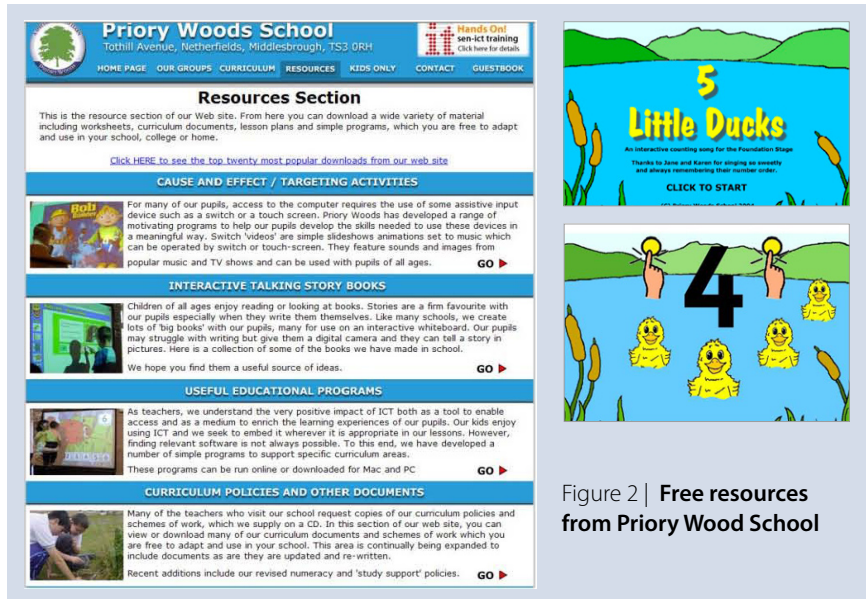 Priory Woods School
Tothill Avenue, Netherfields, Middlesbrough, TS3 0RH
Hands On!
sen-ict training
Click here for details
HOME PAGE OUR GROUPS CURRICULUM RESOURCES KIDS ONLY CONTACT GUESTBOOK
Resources Section
This is the resource section of our Web site. From here you can download a wide variety of material
including worksheets, curriculum documents, lesson plans and simple programs, which you are free to adapt
and use in your school, college or home.
Click HERE to see the top twenty most popular downloads from our web site
CAUSE AND EFFECT / TARGETING ACTIVITIES
For many of our pupils, access to the computer requires the use of some assistive input
device such as a switch or a touch screen. Priory Woods has developed a range of
motivating programs to help our pupils develop the skills needed to use these devices in
a meaningful way. Switch 'videos' are simple slideshows animations set to music which
can be operated by switch or touch-screen. They feature sounds and images from
popular music and TV shows and can be used with pupils of all ages. GO
INTERACTIVE TALKING STORY BOOKS
Children of all ages enjoy reading or looking at books. Stories are a firm favourite with
our pupils especially when they write them themselves. Like many schools, we create
lots of 'big books' with our pupils, many for use on an interactive whiteboard. Our pupils
may struggle with writing but give them a digital camera and they can tell a story in
pictures. Here is a collection of some of the books we have made in school.
We hope you find them a useful source of ideas. GO
USEFUL EDUCATIONAL PROGRAMS
As teachers, we understand the very positive impact of ICT both as a tool to enable
access and as a medium to enrich the learning experiences of our pupils. Our kids enjoy
using ICT and we seek to embed it wherever it is appropriate in our lessons. However,
finding relevant software is not always possible. To this end, we have developed a
number of simple programs to support specific curriculum areas.
These programs can be run online or downloaded for Mac and PC GO
CURRICULUM POLICIES AND OTHER DOCUMENTS
Many of the teachers who visit our school request copies of our curriculum policies and
schemes of work, which we supply on a CD. In this section of our web site, you can
view or download many of our curriculum documents and schemes of work which you
are free to adapt and use in your school. This area is continually being expanded to
include documents as are they are updated and re-written.
Recent additions include our revised numeracy and 'study support' policies. GO
5
Little Ducks
An interactive counting song for the Foundation Stage
Thanks to Jane and Karen for singing so sweetly
and always remembering their number order.
CLICK TO START
4
Figure 2 | Free resources
from Priory Wood School